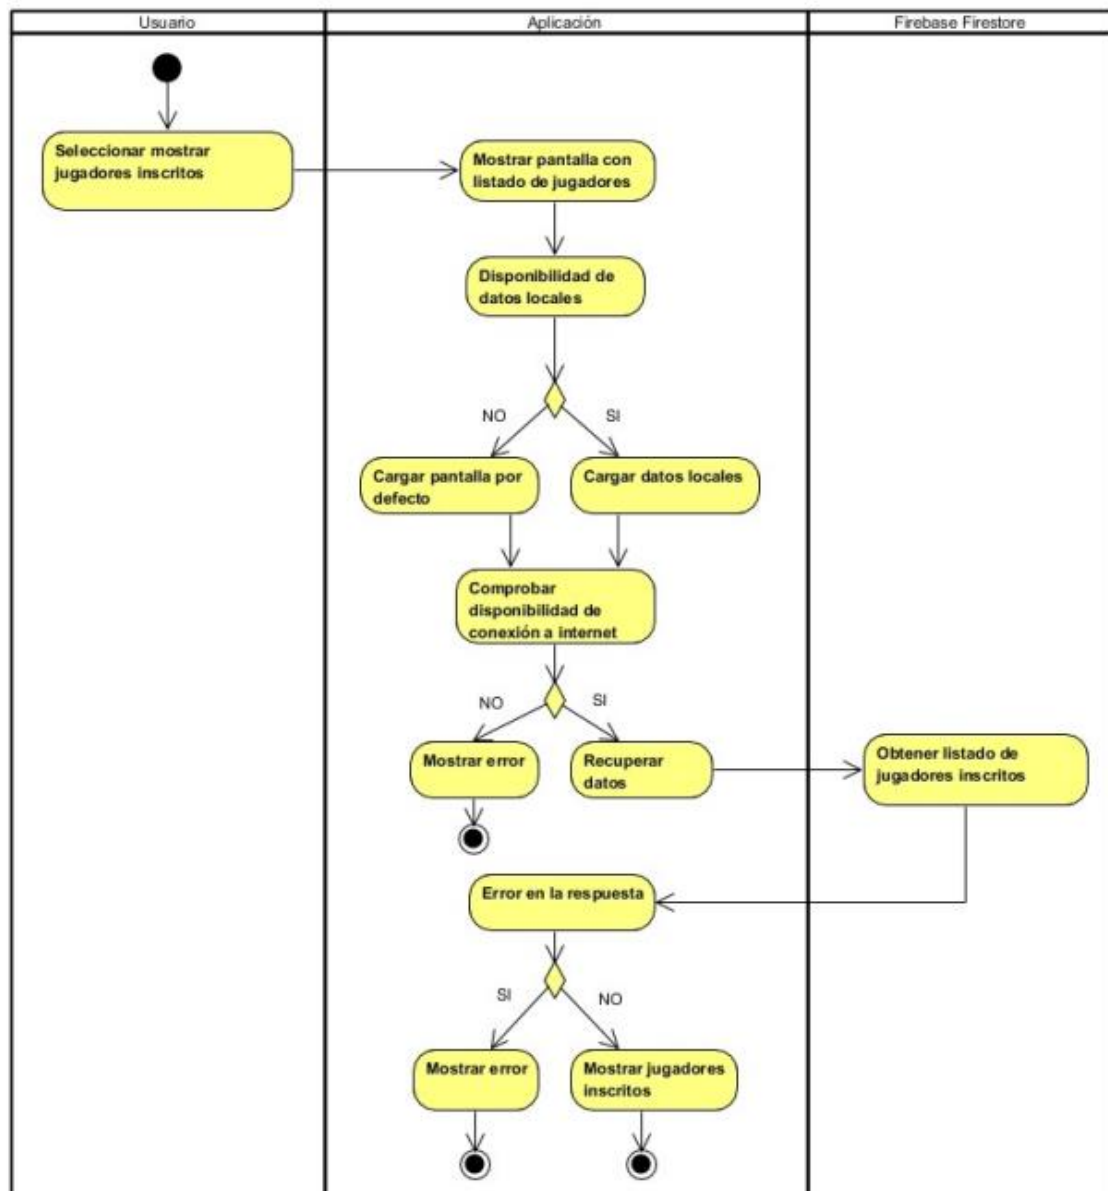 Usuario
Aplicación
Firebase Firestore
Seleccionar mostrar
jugadores inscritos
Mostrar pantalla con
listado de jugadores
Disponibilidad de
datos locales
NO
SI
Cargar pantalla por
defecto
Cargar datos locales
Comprobar
disponibilidad de
conexión a internet
NO
SI
Mostrar error
Recuperar
datos
Obtener listado de
jugadores inscritos
Error en la respuesta
SI
NO
Mostrar error
Mostrar jugadores
inscritos